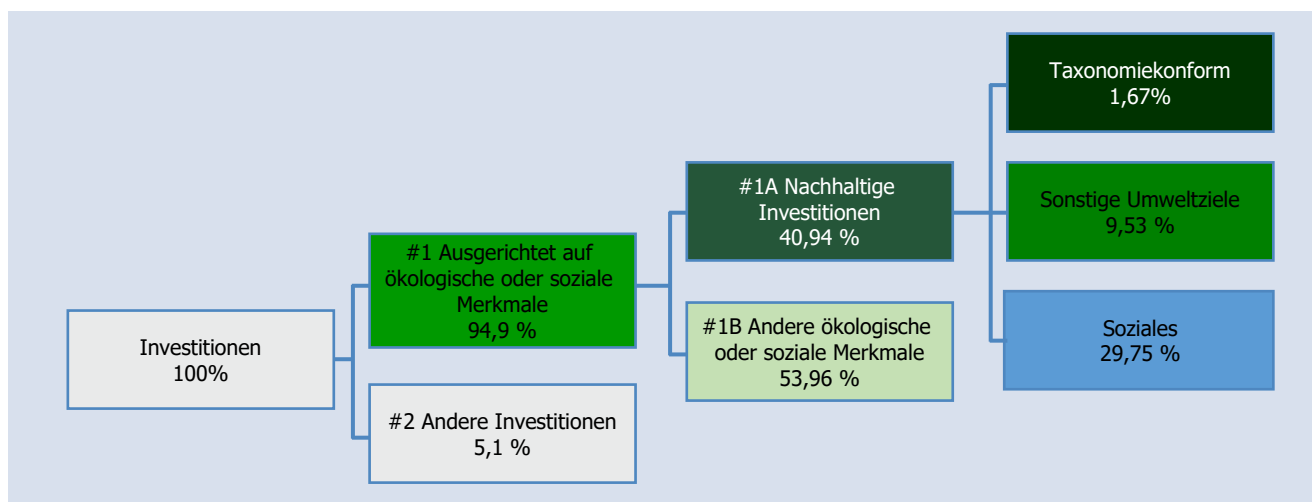 Investitionen
100%
#1 Ausgerichtet auf
ökologische oder soziale
Merkmale
94,9 %
#2 Andere Investitionen
5,1 %
#1A Nachhaltige
Investitionen
40,94 %
#1B Andere ökologische
oder soziale Merkmale
53,96 %
Taxonomiekonform
1,67%
Sonstige Umweltziele
9,53 %
Soziales
29,75 %